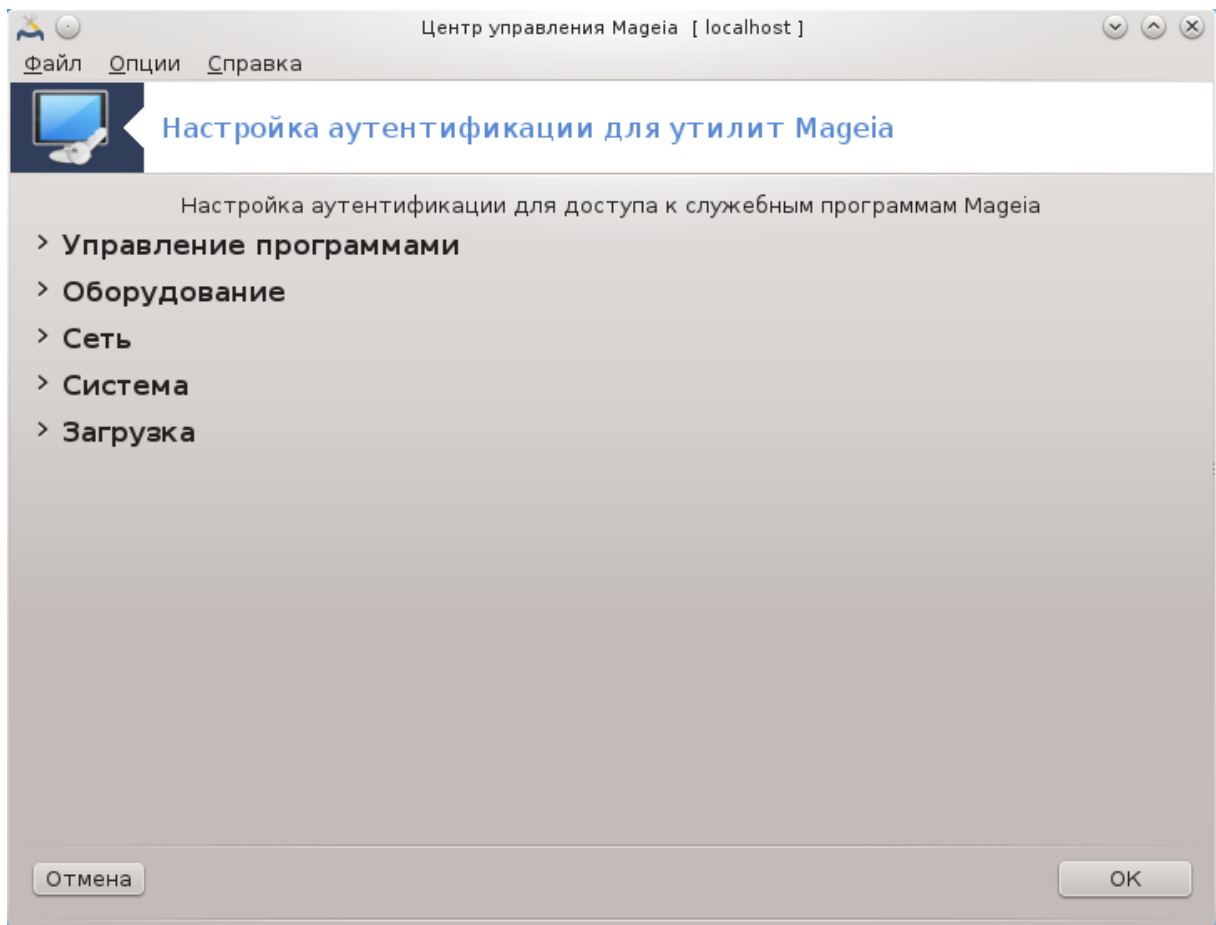 Центр управления Mageia [ localhost ]
Файл Опции Справка
Настройка аутентификации для утилит Mageia
Настройка аутентификации для доступа к служебным программам Mageia
Управление программами
Оборудование
Сеть
Система
Загрузка
Отмена OK